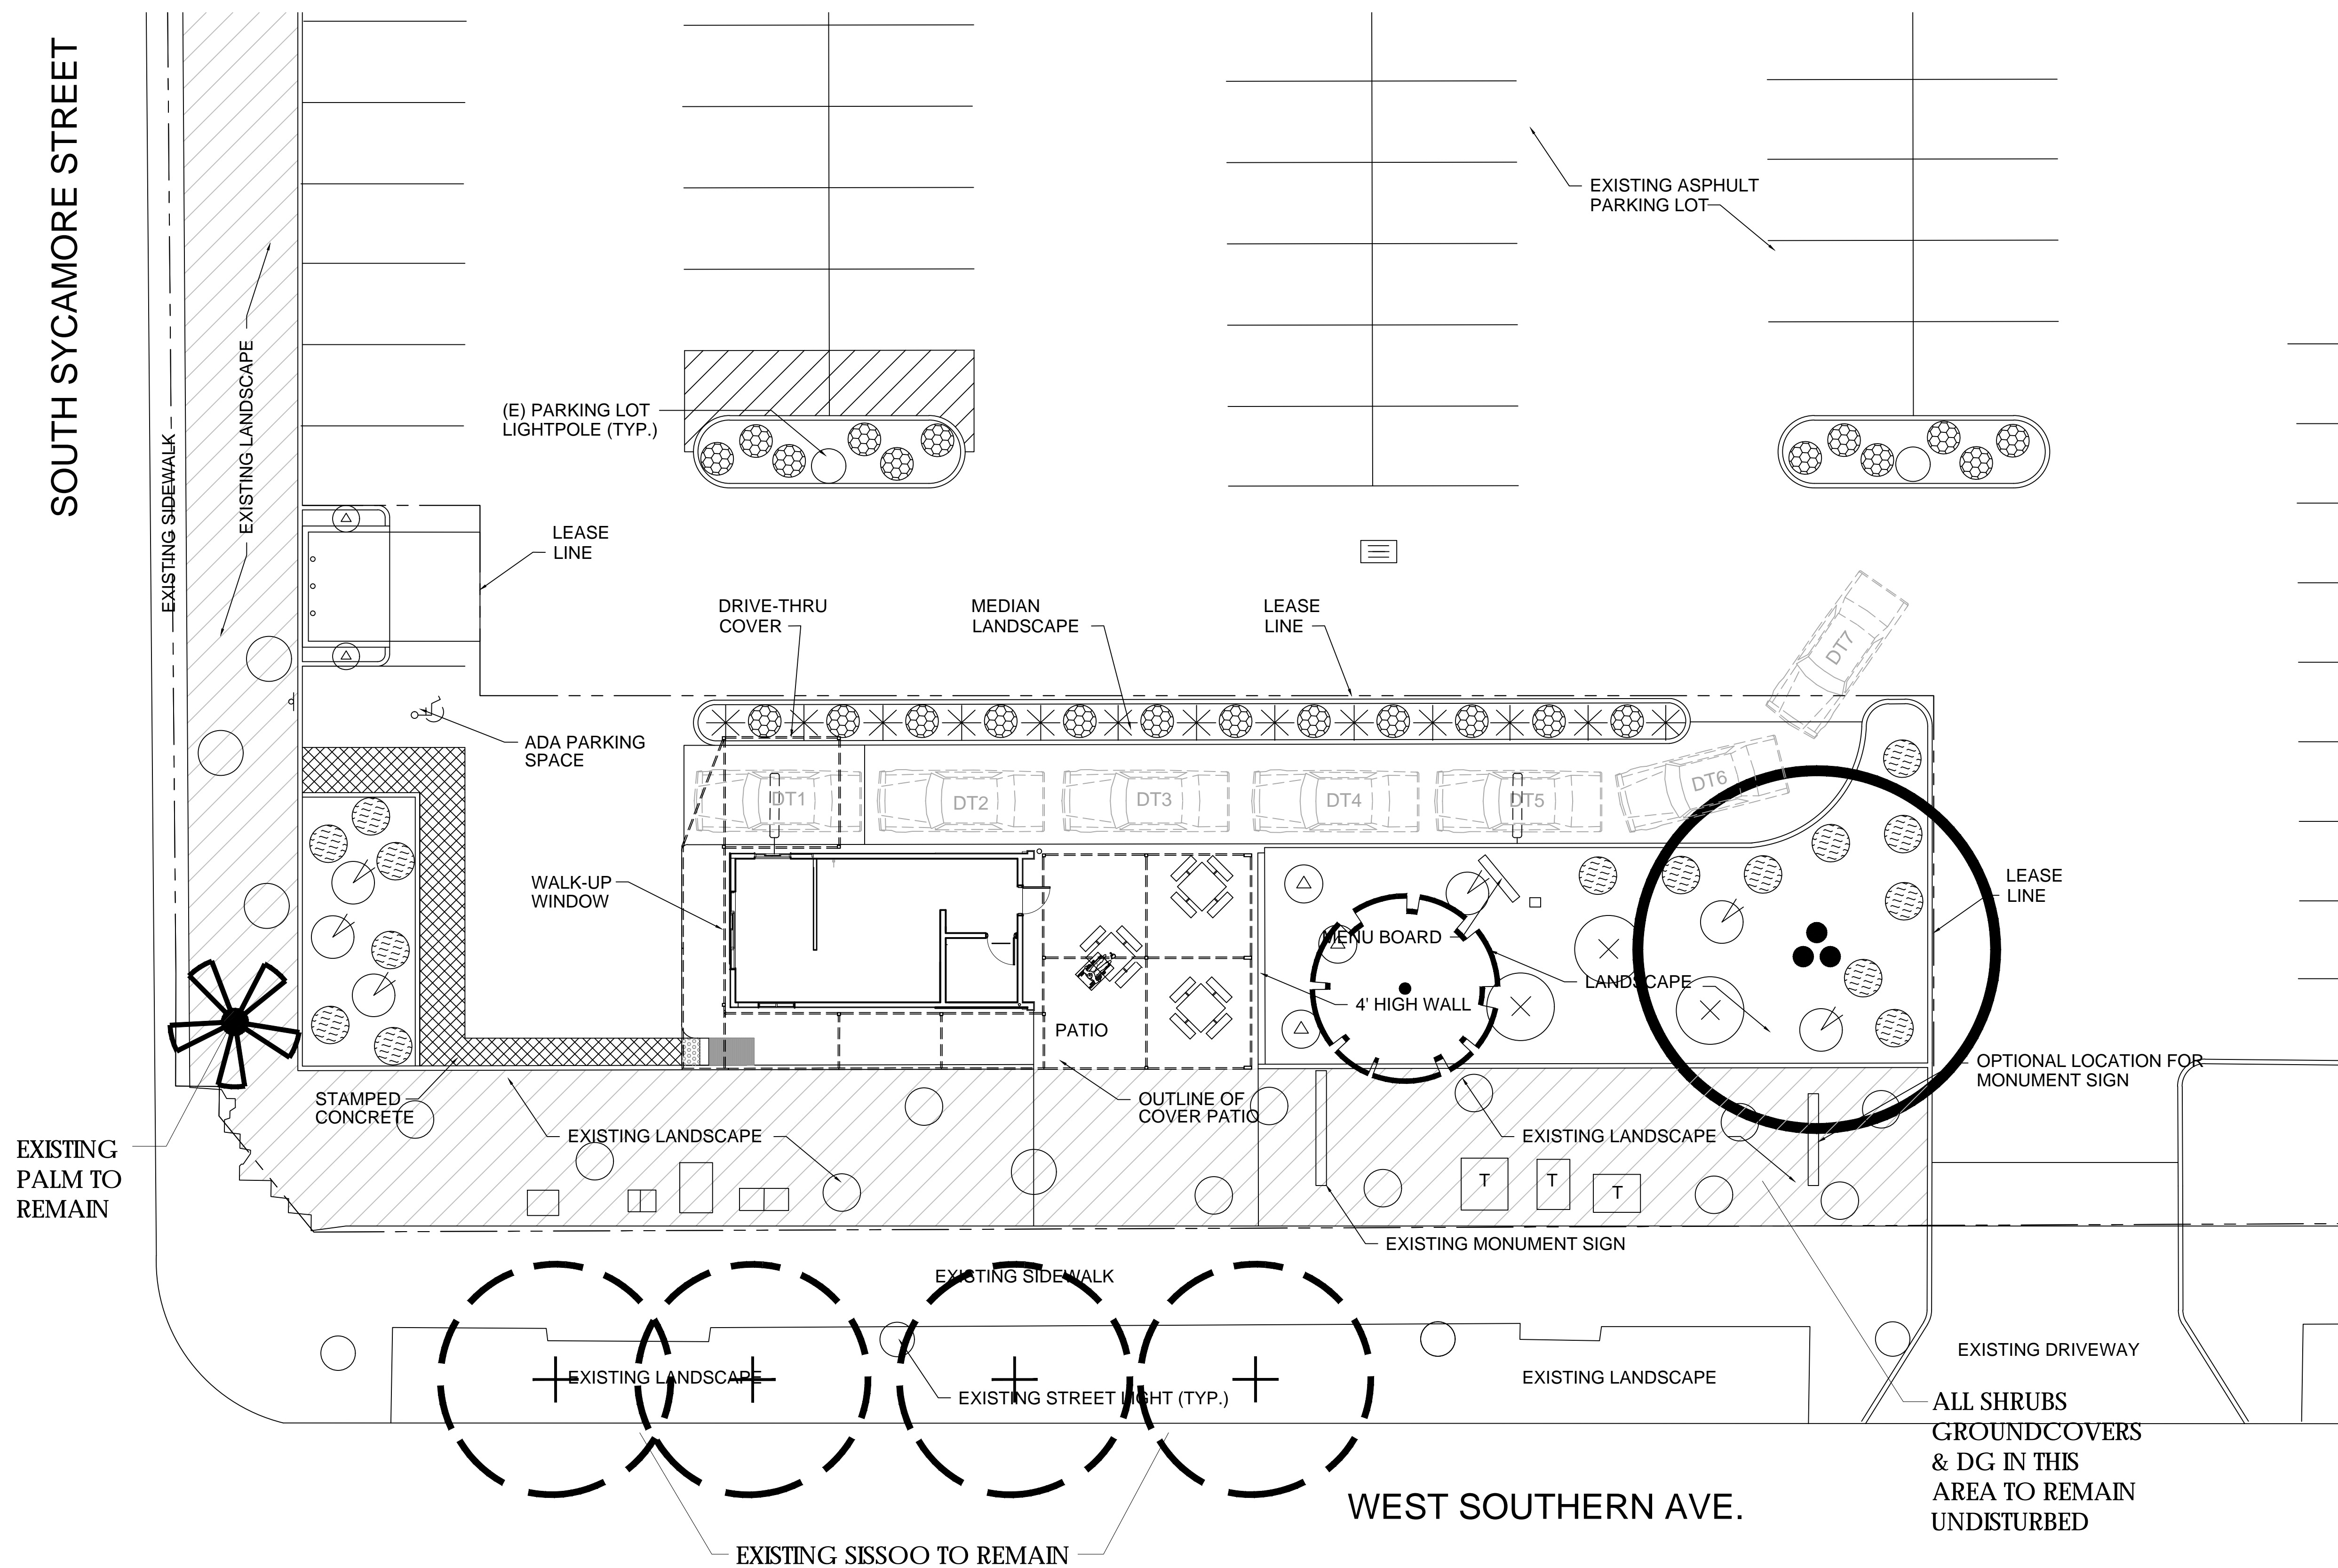 SOUTH SYCAMORE STREET
EXISTING SIDEWALK
EXISTING LANDSCAPE
EXISTING ASPHULT
PARKING LOT
(E) PARKING LOT
LIGHTPOLE (TYP.)
LEASE
LINE
DRIVE-THRU
COVER
MEDIAN
LANDSCAPE
LEASE
LINE
DT7
ADA PARKING
SPACE
DT1
DT2
DT3
DT4
DT5
DT6
WALK-UP
WINDOW
LEASE
LINE
MENU BOARD
LANDSCAPE
4' HIGH WALL
PATIO
OPTIONAL LOCATION FOR
MONUMENT SIGN
STAMPED
CONCRETE
OUTLINE OF
COVER PATIO
EXISTING LANDSCAPE
EXISTING LANDSCAPE
EXISTING
PALM TO
REMAIN
T
T
T
EXISTING MONUMENT SIGN
EXISTING SIDEWALK
EXISTING DRIVEWAY
EXISTING LANDSCAPE
EXISTING LANDSCAPE
EXISTING STREET LIGHT (TYP.)
ALL SHRUBS
GROUNDCOVERS
& DG IN THIS
AREA TO REMAIN
UNDISTURBED
WEST SOUTHERN AVE.
EXISTING SISSOO TO REMAIN